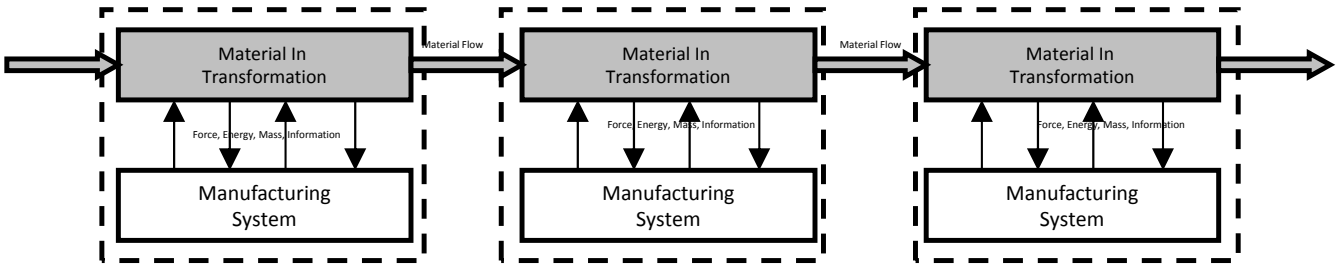 Material In
Transformation
Material Flow
Material In
Transformation
Material Flow
Material In
Transformation
Force, Energy, Mass, Information
Force, Energy, Mass, Information
Force, Energy, Mass, Information
Manufacturing
System
Manufacturing
System
Manufacturing
System